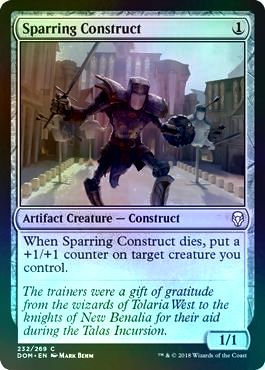 Sparring Construct 1
Artifact Creature — Construct
When Sparring Construct dies, put a
+1/+1 counter on target creature you
control.
The trainers were a gift of gratitude
from the wizards of Tolaria West to the
knights of New Benalia for their aid
during the Talas Incursion.
1/1
232/269 C
DOM • EN MARK BEHM
™ & © 2018 Wizards of the Coast